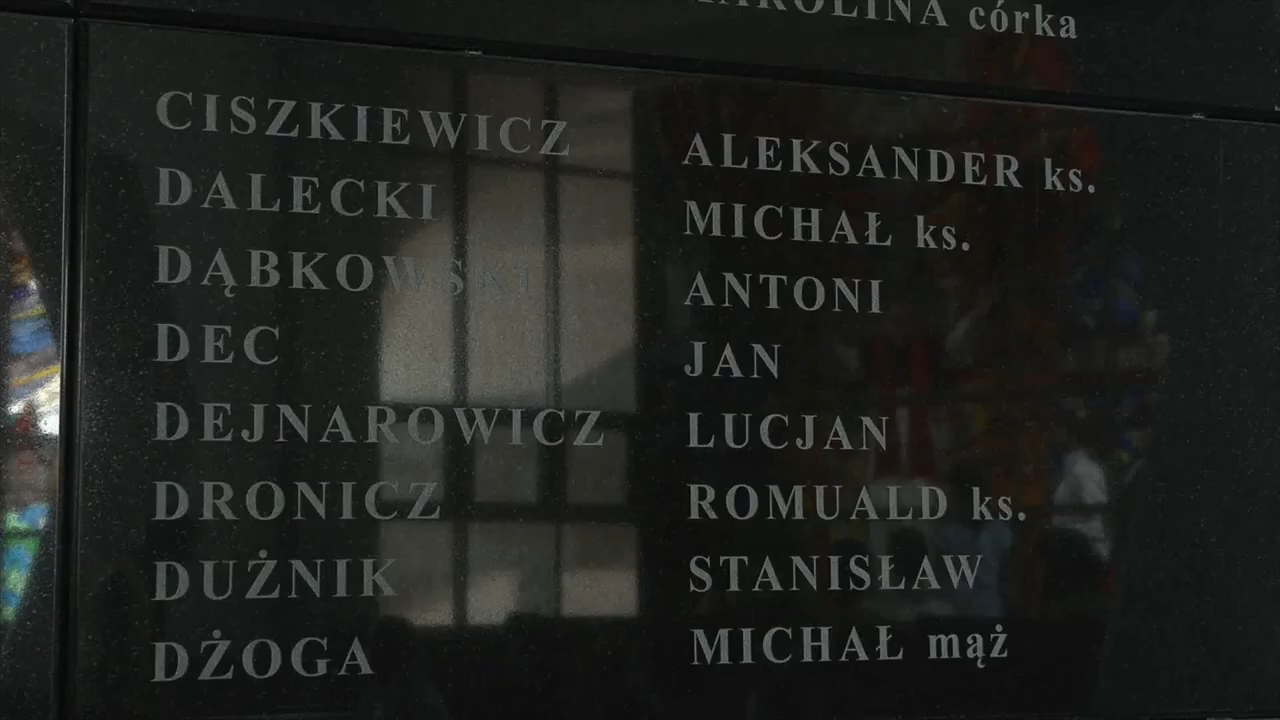 KAROLINA córka
CISZKIEWICZ ALEKSANDER ks.
DALECKI MICHAŁ ks.
DĄBKOWSKI ANTONI
DEC JAN
DEJNAROWICZ LUCJAN
DRONICZ ROMUALD ks.
DUŻNIK STANISŁAW
DŻOGA MICHAŁ mąż